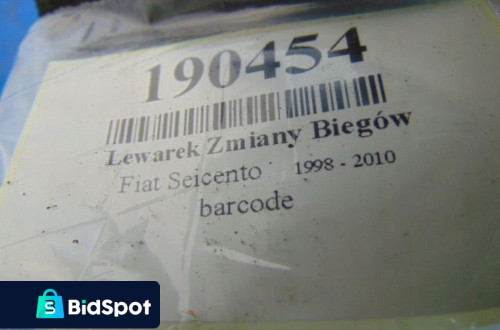 190454
Lewarek Zmiany Biegów
Fiat Seicento 1998 - 2010
barcode
S BidSpot